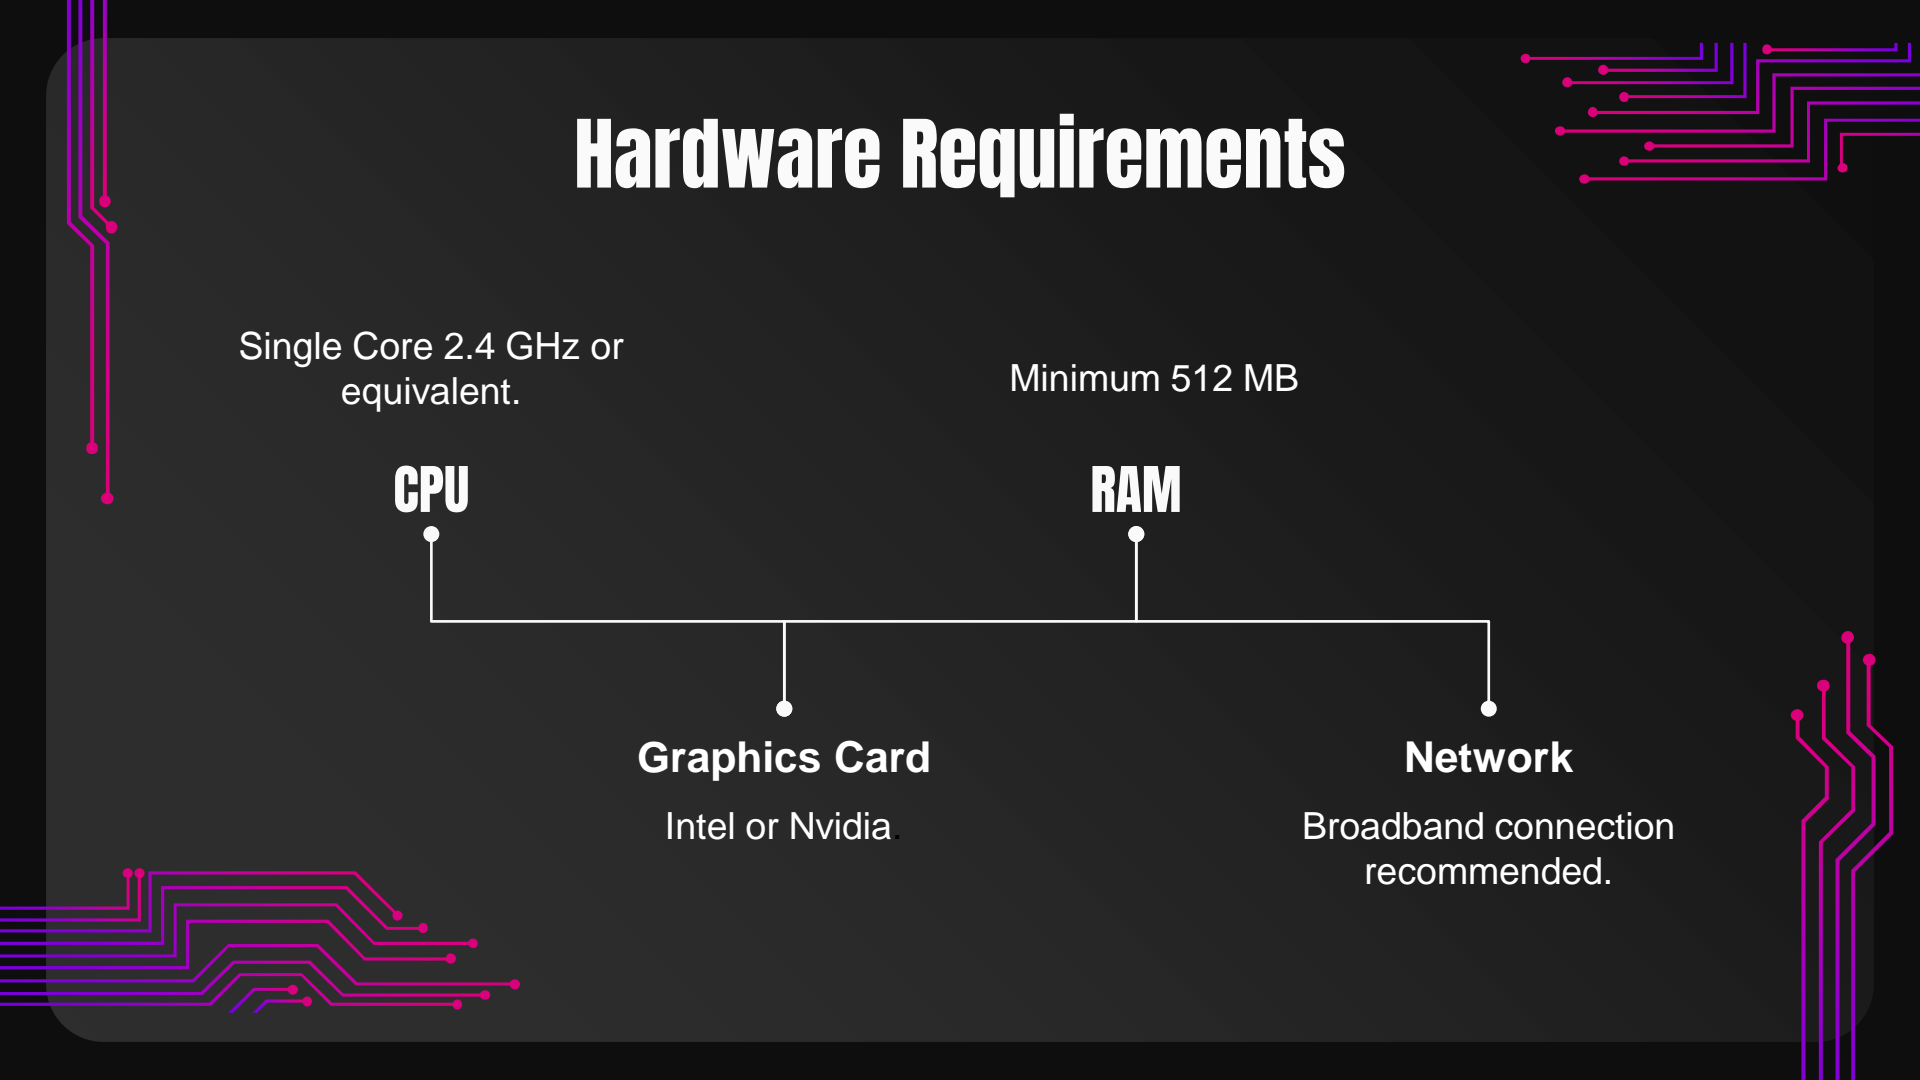 Hardware Requirements
Single Core 2.4 GHz or
equivalent.
CPU
Minimum 512 MB
RAM
Graphics Card
Intel or Nvidia.
Network
Broadband connection
recommended.